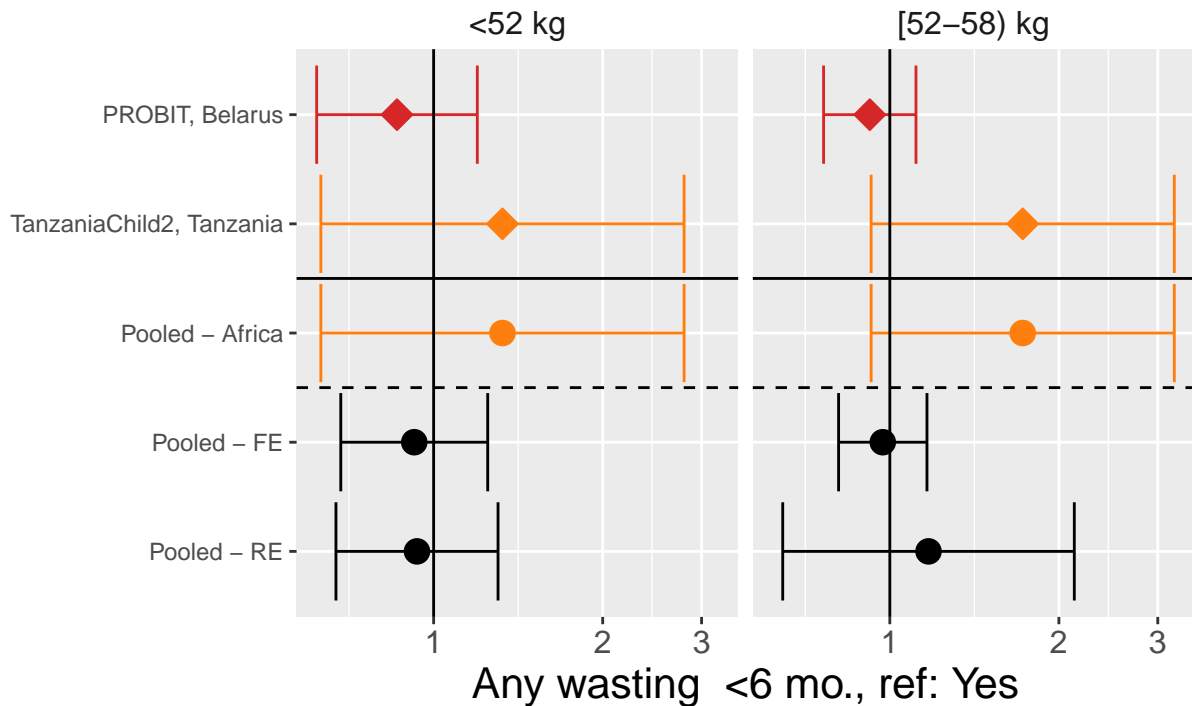 <52 kg
[52−58) kg
PROBIT, Belarus
TanzaniaChild2, Tanzania
Pooled − Africa
Pooled − FE
Pooled − RE
1 2 3 1 2 3
Any wasting <6 mo., ref: Yes